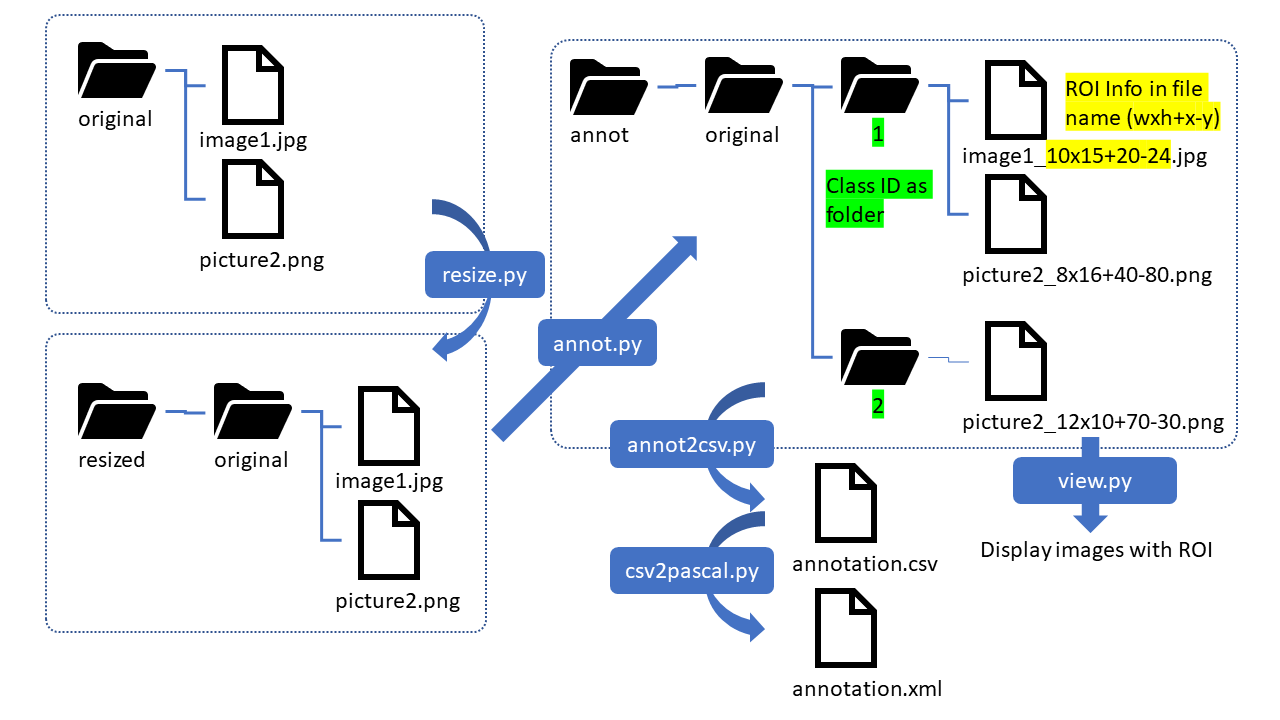 original
image1.jpg
picture2.png
resize.py
resized
original
image1.jpg
picture2.png
annot.py
annot
original
1
Class ID as
folder
ROI Info in file
name (wxh+x-y)
image1_10x15+20-24.jpg
picture2_8x16+40-80.png
2
picture2_12x10+70-30.png
annot2csv.py
annotation.csv
csv2pascal.py
annotation.xml
view.py
Display images with ROI